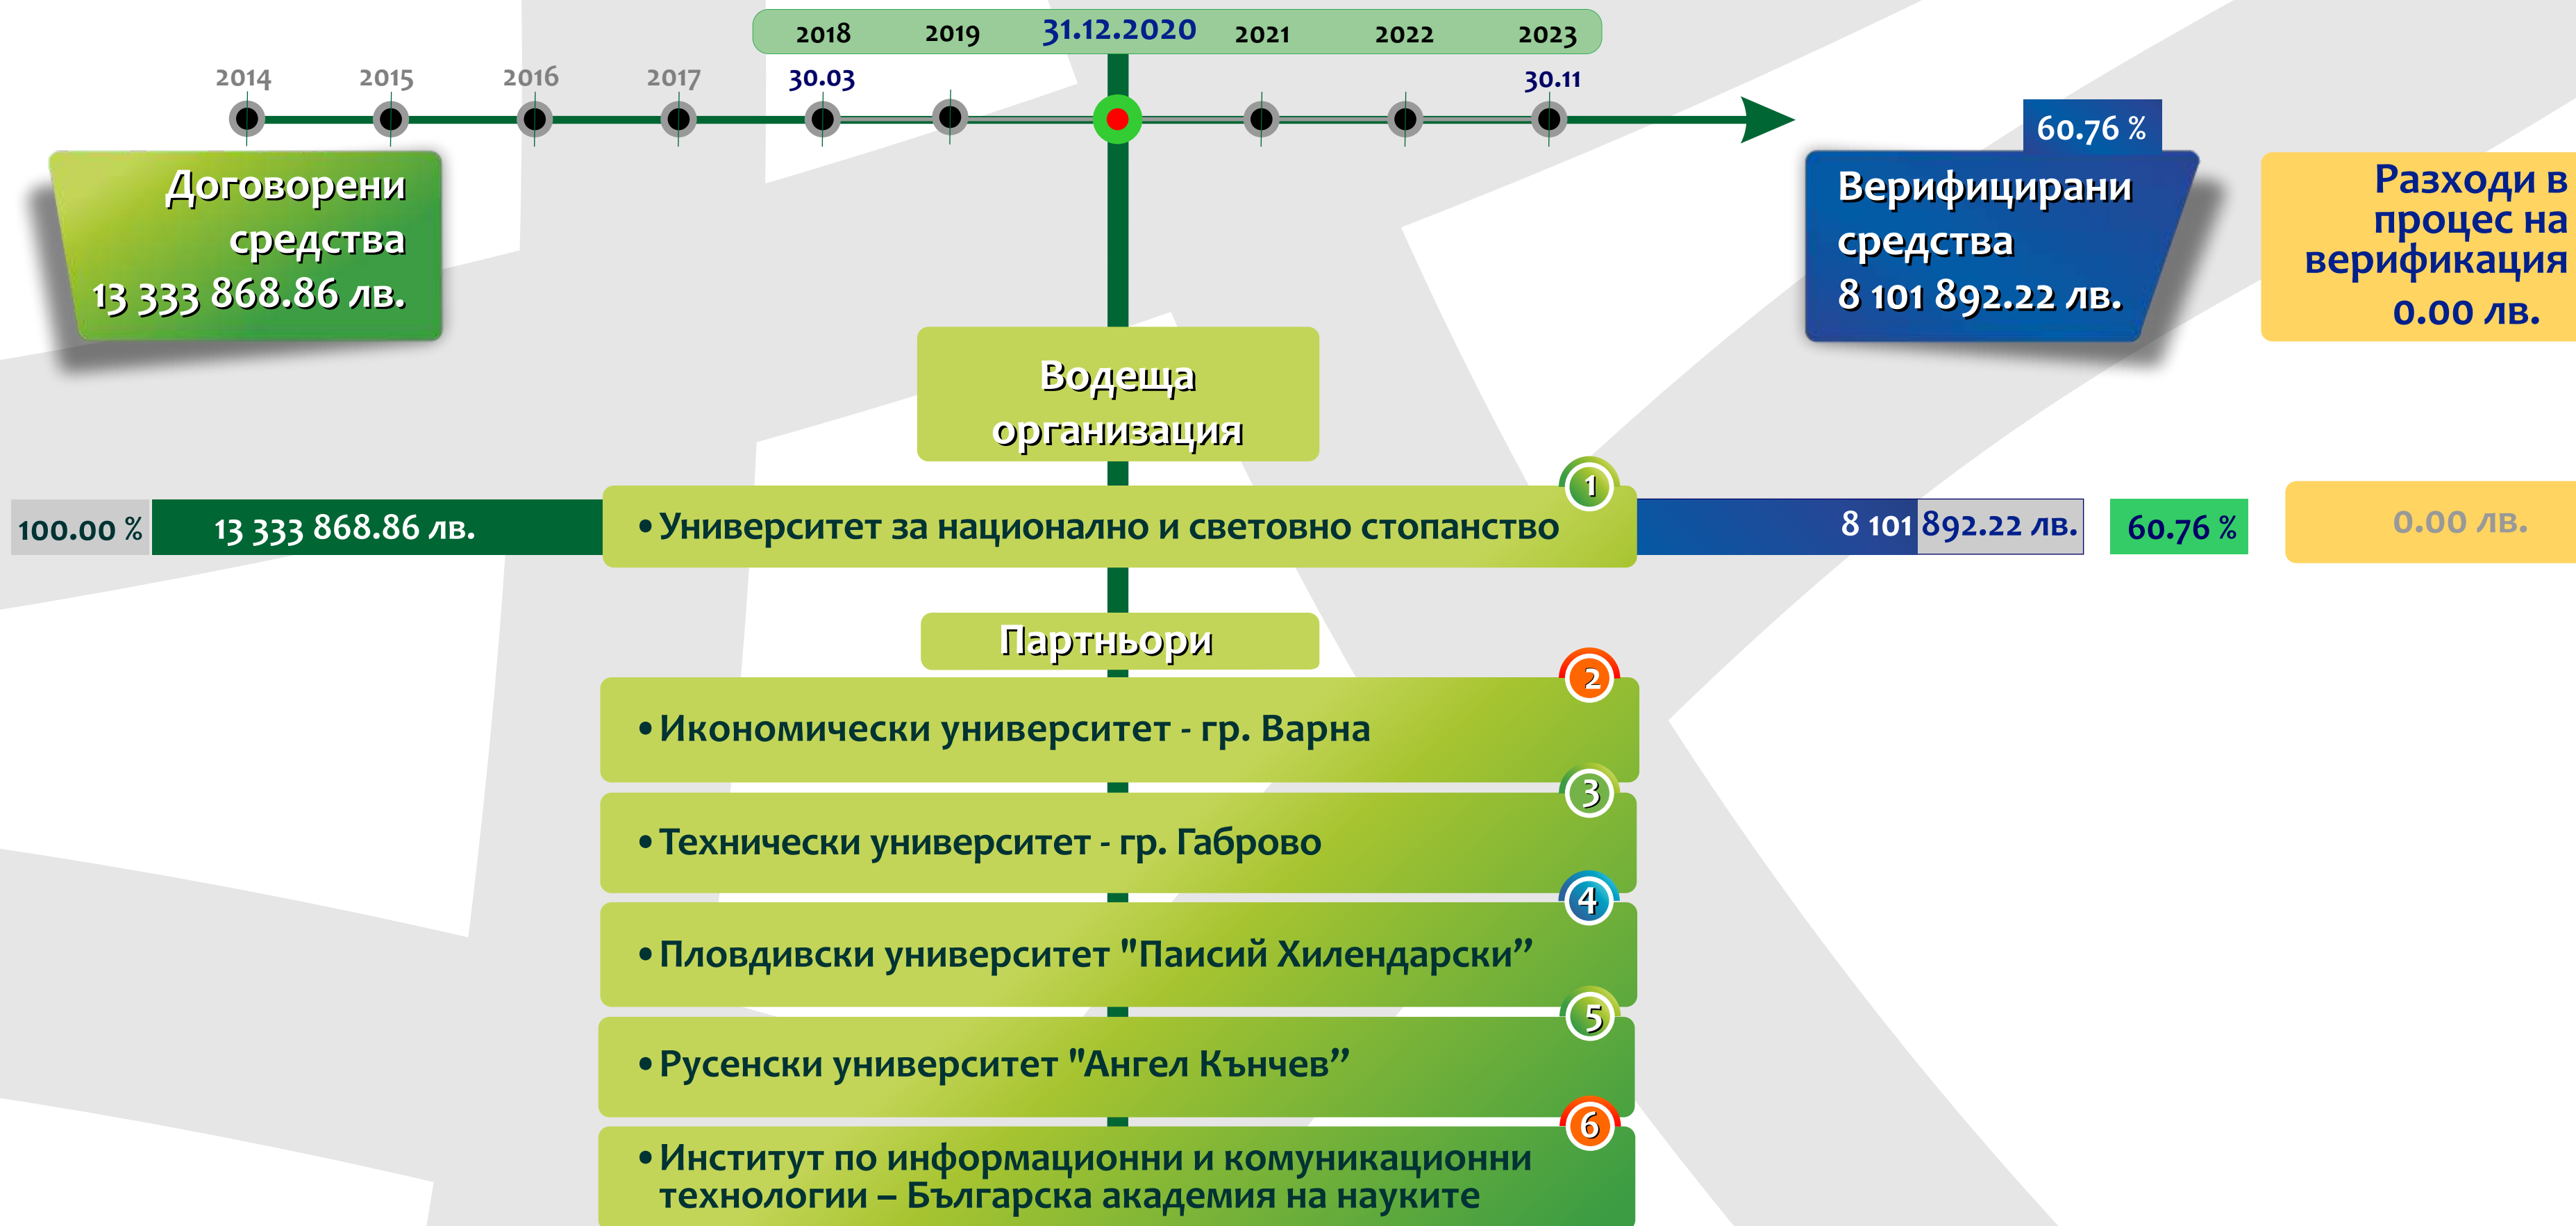 2018 2019 31.12.2020 2021 2022 2023
2014 2015 2016 2017 30.03 30.11
60.76 %
Договорени
средства
13 333 868.86 лв.
Верифицирани
средства
8 101 892.22 лв.
Разходи в
процес на
верификация
0.00 лв.
Водеща
организация
1
100.00 % 13 333 868.86 лв. • Университет за национално и световно стопанство 8 101 892.22 лв. 60.76 % 0.00 лв.
Партньори
2
• Икономически университет - гр. Варна
3
• Технически университет - гр. Габрово
4
• Пловдивски университет "Паисий Хилендарски”
5
• Русенски университет "Ангел Кънчев”
6
• Институт по информационни и комуникационни
технологии – Българска академия на науките